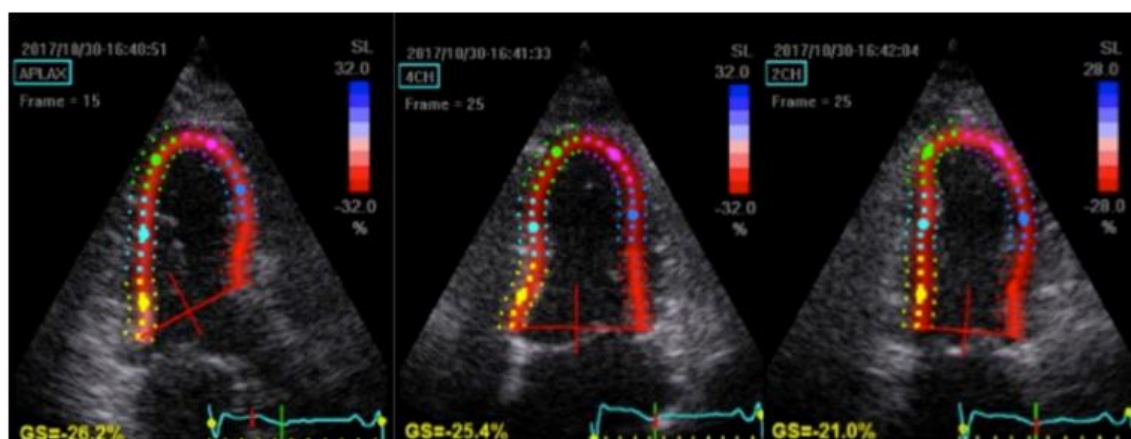 2017/10/30-16:40:51
SL
APLAX
32.0
Frame = 15
-32.0
%
GS=-26.2%
2017/10/30-16:41:33
SL
4CH
32.0
Frame = 25
-32.0
%
GS=-25.4%
2017/10/30-16:42:04
SL
2CH
28.0
Frame = 25
-28.0
%
GS=-21.0%